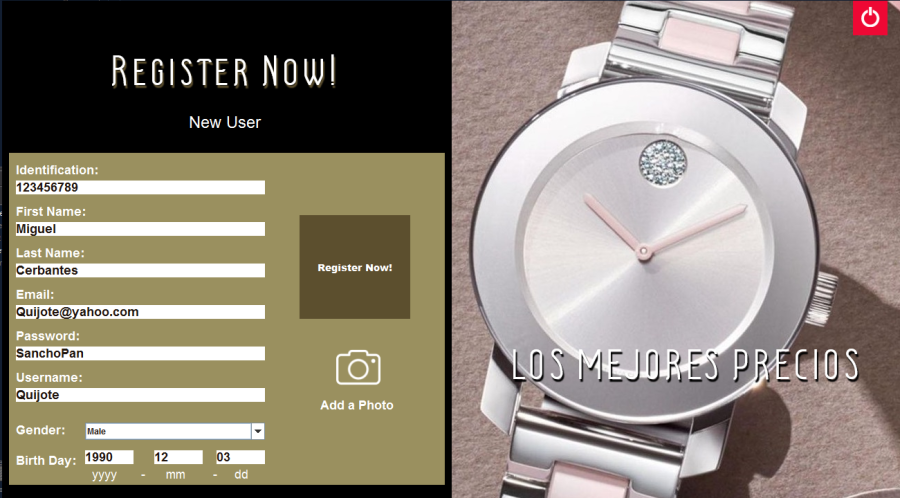 Register Now!
New User
Identification:
123456789
First Name:
Miguel
Last Name:
Cerbantes
Email:
Quijote@yahoo.com
Password:
SanchoPan
Username:
Quijote
Gender: Male
Birth Day: 1990 12 03
yyyy - mm - dd
Register Now!
Add a Photo
LOS MEJORES PRECIOS